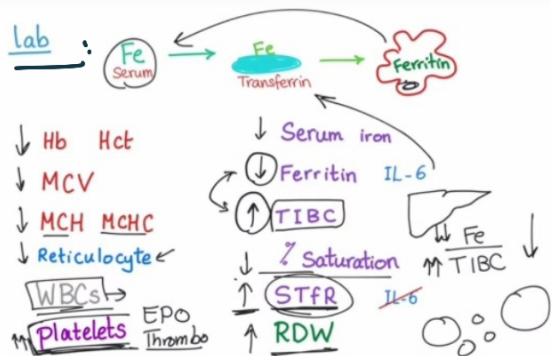 lab :
Fe
Serum
Fe
Transferrin
Ferritin
↓ Hb Hct
↓ MCV
↓ MCH MCHC
↓ Reticulocyte
WBCs →
↑↑ Platelets EPO
Thrombo
↓ Serum iron
↓ Ferritin IL-6
↑ TIBC
↓ % Saturation
↑ STfR IL-6
↑ RDW
↓↓ Fe
↑↑ TIBC
↓